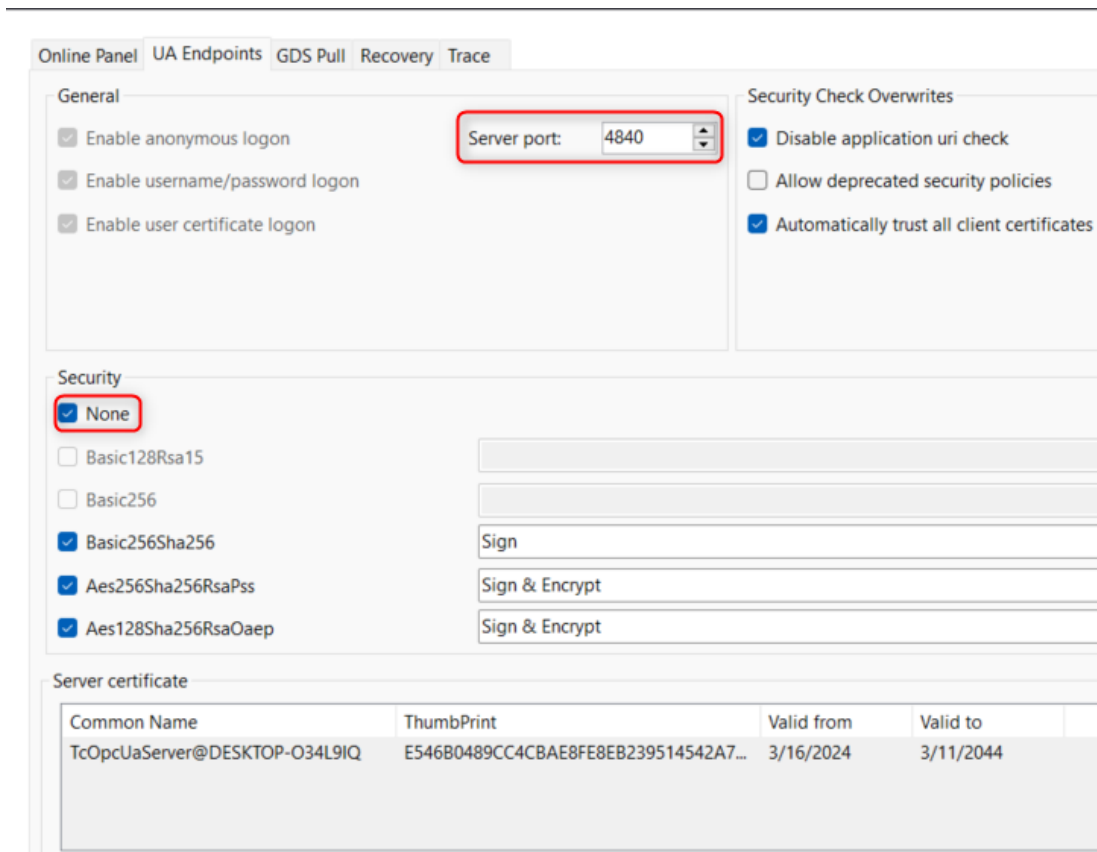 Online Panel UA Endpoints GDS Pull Recovery Trace
General
Enable anonymous logon
Server port: 4840
Enable username/password logon
Enable user certificate logon
Security Check Overwrites
Disable application uri check
Allow deprecated security policies
Automatically trust all client certificates
Security
None
Basic128Rsa15
Basic256
Basic256Sha256 Sign
Aes256Sha256RsaPss Sign & Encrypt
Aes128Sha256RsaOaep Sign & Encrypt
Server certificate
Common Name ThumbPrint Valid from Valid to
TcOpcUaServer@DESKTOP-O34L9IQ E546B0489CC4CBAE8FE8EB239514542A7... 3/16/2024 3/11/2044